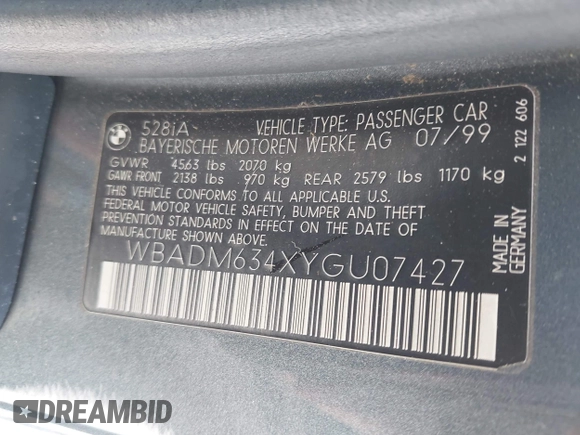 528iA VEHICLE TYPE: PASSENGER CAR
BAYERISCHE MOTOREN WERKE AG 07/99
GVWR 4563 lbs 2070 kg
GAWR FRONT 2138 lbs 970 kg REAR 2579 lbs 1170 kg
THIS VEHICLE CONFORMS TO ALL APPLICABLE U.S.
FEDERAL MOTOR VEHICLE SAFETY, BUMPER AND THEFT
PREVENTION STANDARDS IN EFFECT ON THE DATE OF
MANUFACTURE SHOWN ABOVE.
WBADM634XYGU07427
MADE IN GERMANY
2 122 606
DREAMBID